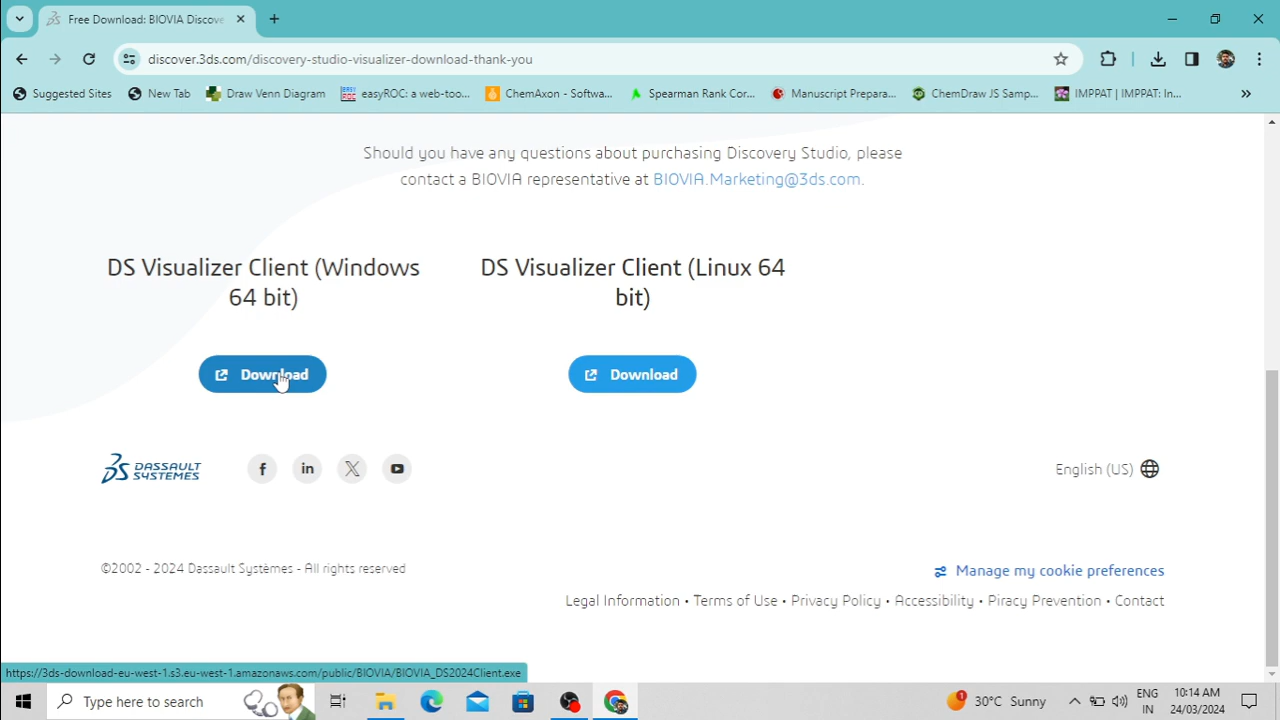 Free Download: BIOVIA Discove
discover.3ds.com/discovery-studio-visualizer-download-thank-you
Suggested Sites
New Tab
Draw Venn Diagram
easyROC: a web-too...
ChemAxon - Softwa...
Spearman Rank Cor...
Manuscript Prepara...
ChemDraw JS Samp...
IMPPAT | IMPPAT: In...
Should you have any questions about purchasing Discovery Studio, please
contact a BIOVIA representative at BIOVIA.Marketing@3ds.com.
DS Visualizer Client (Windows
64 bit)
DS Visualizer Client (Linux 64
bit)
Download
Download
DASSAULT
SYSTEMES
English (US)
©2002 - 2024 Dassault Systèmes - All rights reserved
Manage my cookie preferences
Legal Information • Terms of Use • Privacy Policy • Accessibility • Piracy Prevention • Contact
https://3ds-download-eu-west-1.s3.eu-west-1.amazonaws.com/public/BIOVIA/BIOVIA_DS2024Client.exe
Type here to search
1
30°C Sunny
ENG
IN
10:14 AM
24/03/2024